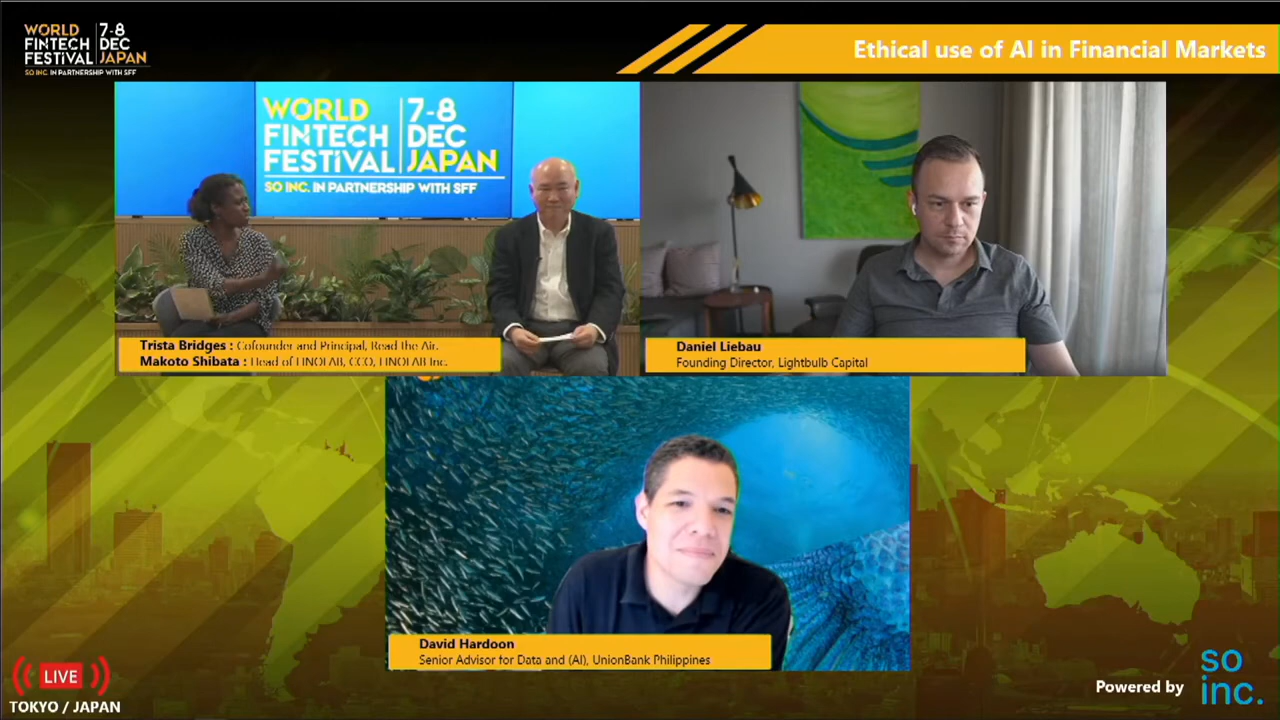 WORLD
FINTECH
FESTIVAL
7-8
DEC
JAPAN
SO INC. IN PARTNERSHIP WITH SFF
Ethical use of AI in Financial Markets
WORLD
FINTECH
FESTIVAL
7-8
DEC
JAPAN
SO INC. IN PARTNERSHIP WITH SFF
Trista Bridges : Cofounder and Principal, Read the Air.
Makoto Shibata : Head of FINOLAB, CCO, FINOLAB Inc.
Daniel Liebau
Founding Director, Lightbulb Capital
David Hardoon
Senior Advisor for Data and (AI), UnionBank Philippines
LIVE
TOKYO / JAPAN
Powered by
so
inc.